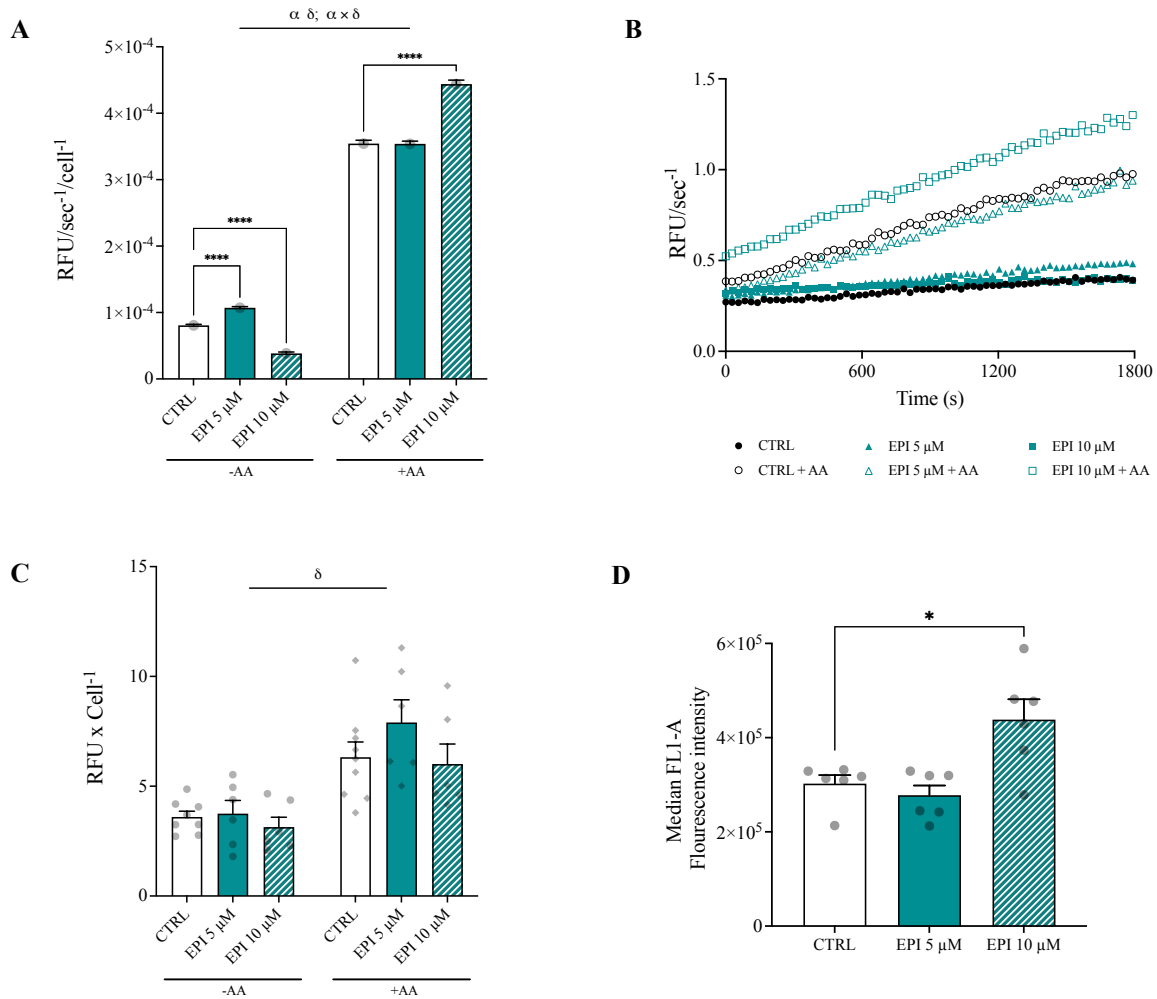 A
α δ; α × δ
RFU/sec⁻¹/cell⁻¹
5×10⁻⁴
4×10⁻⁴
3×10⁻⁴
2×10⁻⁴
1×10⁻⁴
0
****
****
****
CTRL
EPI 5 µM
EPI 10 µM
CTRL
EPI 5 µM
EPI 10 µM
-AA
+AA
B
RFU/sec⁻¹
1.5
1.0
0.5
0.0
0
600
1200
1800
Time (s)
CTRL
EPI 5 µM
EPI 10 µM
CTRL + AA
EPI 5 µM + AA
EPI 10 µM + AA
C
δ
RFU x Cell⁻¹
15
10
5
0
CTRL
EPI 5 µM
EPI 10 µM
CTRL
EPI 5 µM
EPI 10 µM
-AA
+AA
D
*
Median FL1-A
Flourescence intensity
6×10⁵
4×10⁵
2×10⁵
0
CTRL
EPI 5 µM
EPI 10 µM